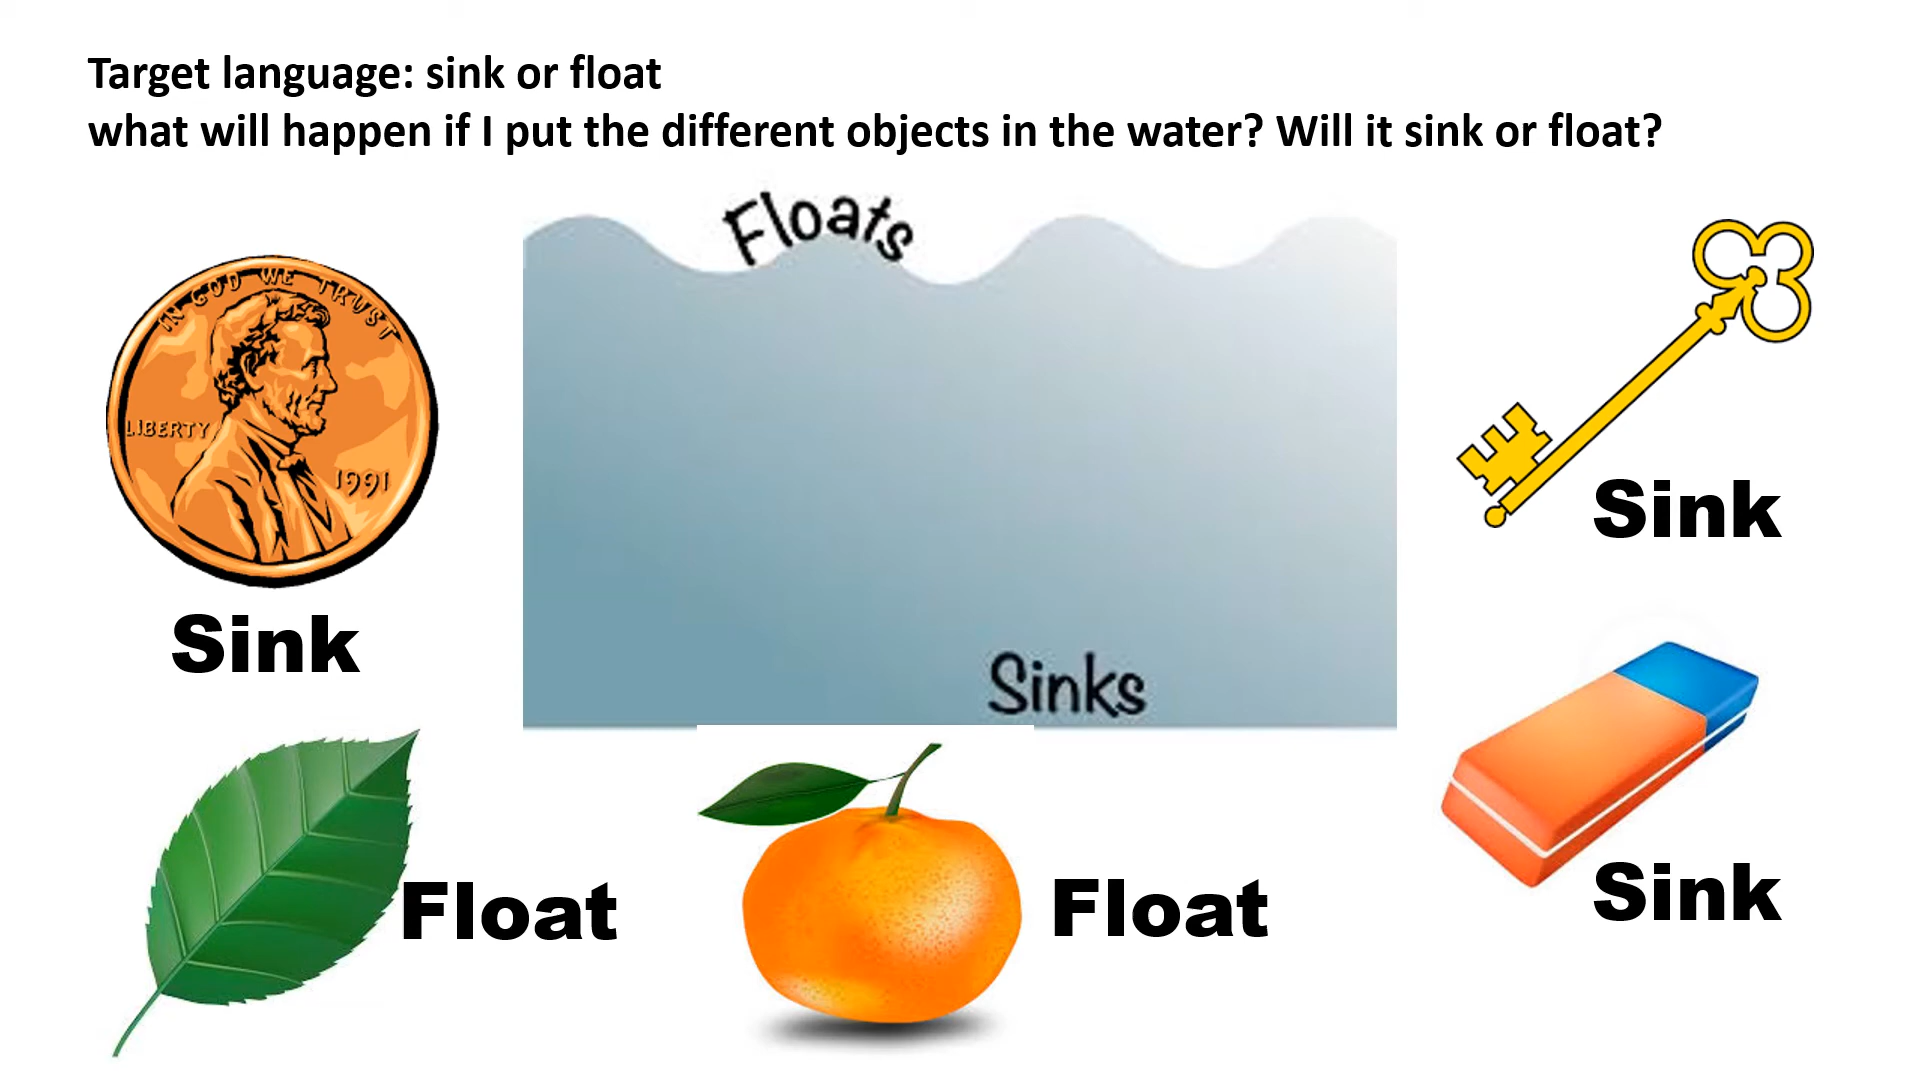 Target language: sink or float
what will happen if I put the different objects in the water? Will it sink or float?
Floats
IN GOD WE TRUST
LIBERTY
1991
Sink
Sink
Sinks
Float
Float
Sink